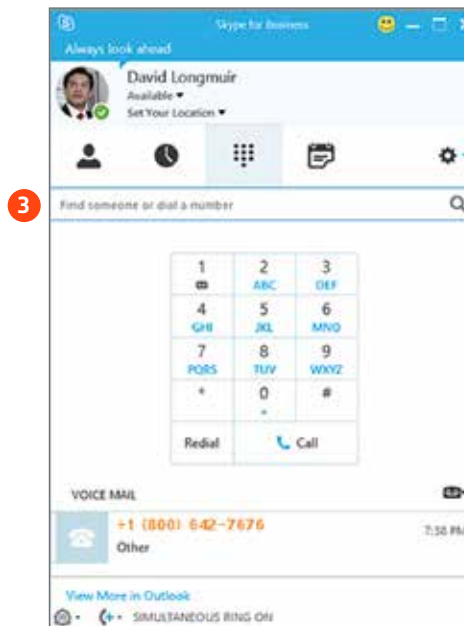 Skype for Business
Always look ahead
David Longmuir
Available
Set Your Location
3
Find someone or dial a number
1 2 3
ABC DEF
4 5 6
GHI JKL MNO
7 8 9
PQRS TUV WXYZ
* 0 #
+
Redial Call
VOICE MAIL
+1 (800) 642-7676 7:58 PM
Other
View More in Outlook
SIMULTANEOUS RING ON